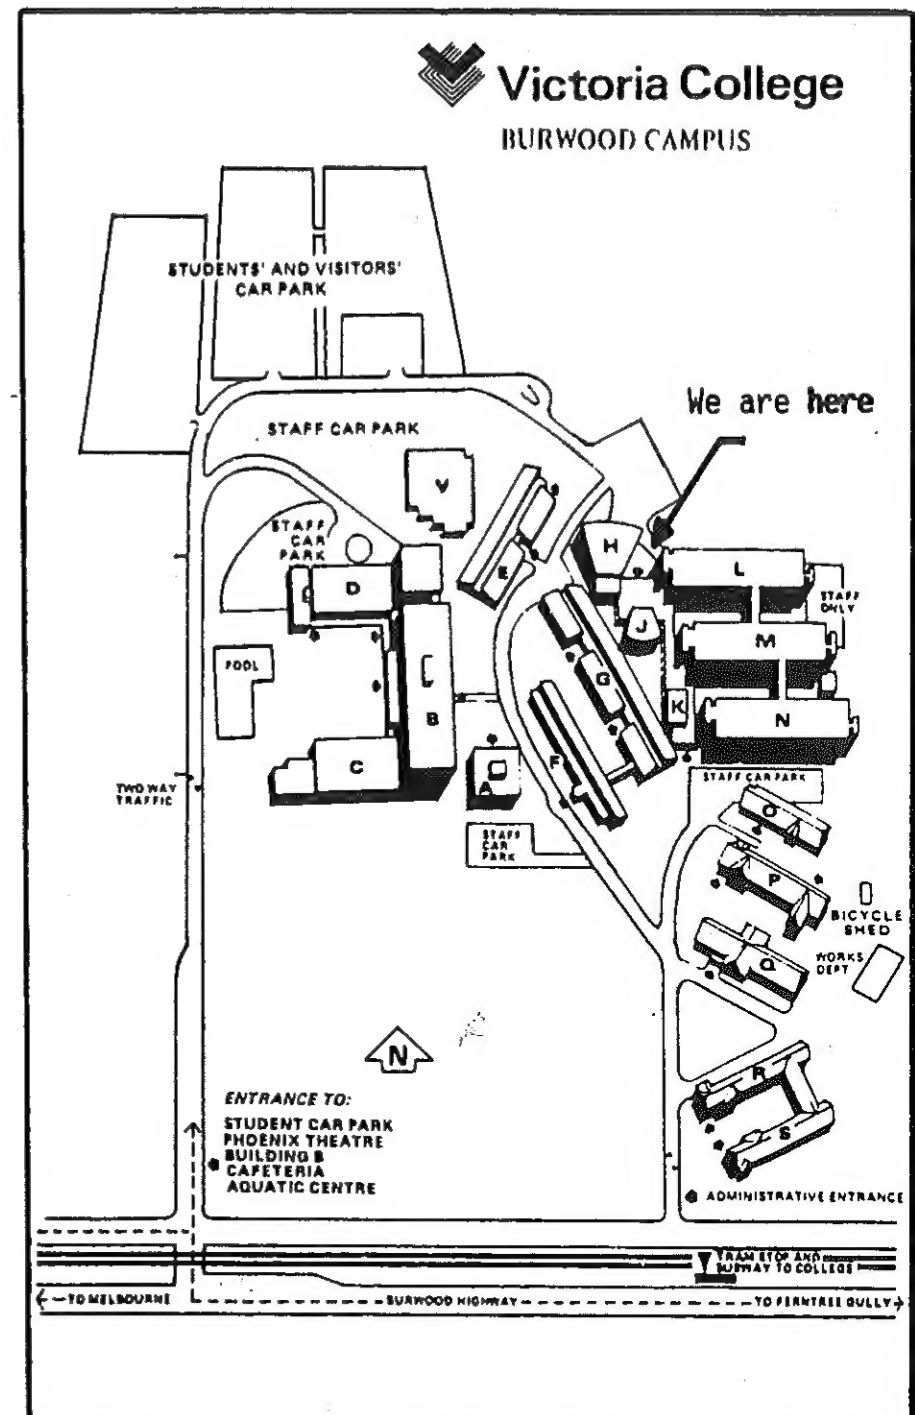 Victoria College
BURWOOD CAMPUS
STUDENTS' AND VISITORS'
CAR PARK
We are here
STAFF CAR PARK
V
STAFF
CAR
PARK
H
L
E
D
STAFF
ONLY
J
M
POOL
G
K
N
B
F
C
A
STAFF CAR PARK
TWO WAY
TRAFFIC
O
STAFF
CAR
PARK
P
BICYCLE
SHED
Q
WORKS
DEPT
N
R
ENTRANCE TO:
STUDENT CAR PARK
PHOENIX THEATRE
BUILDING B
CAFETERIA
AQUATIC CENTRE
S
ADMINISTRATIVE ENTRANCE
TRAM STOP AND
SUBWAY TO COLLEGE
TO MELBOURNE
BURWOOD HIGHWAY
TO FERNTREE GULLY